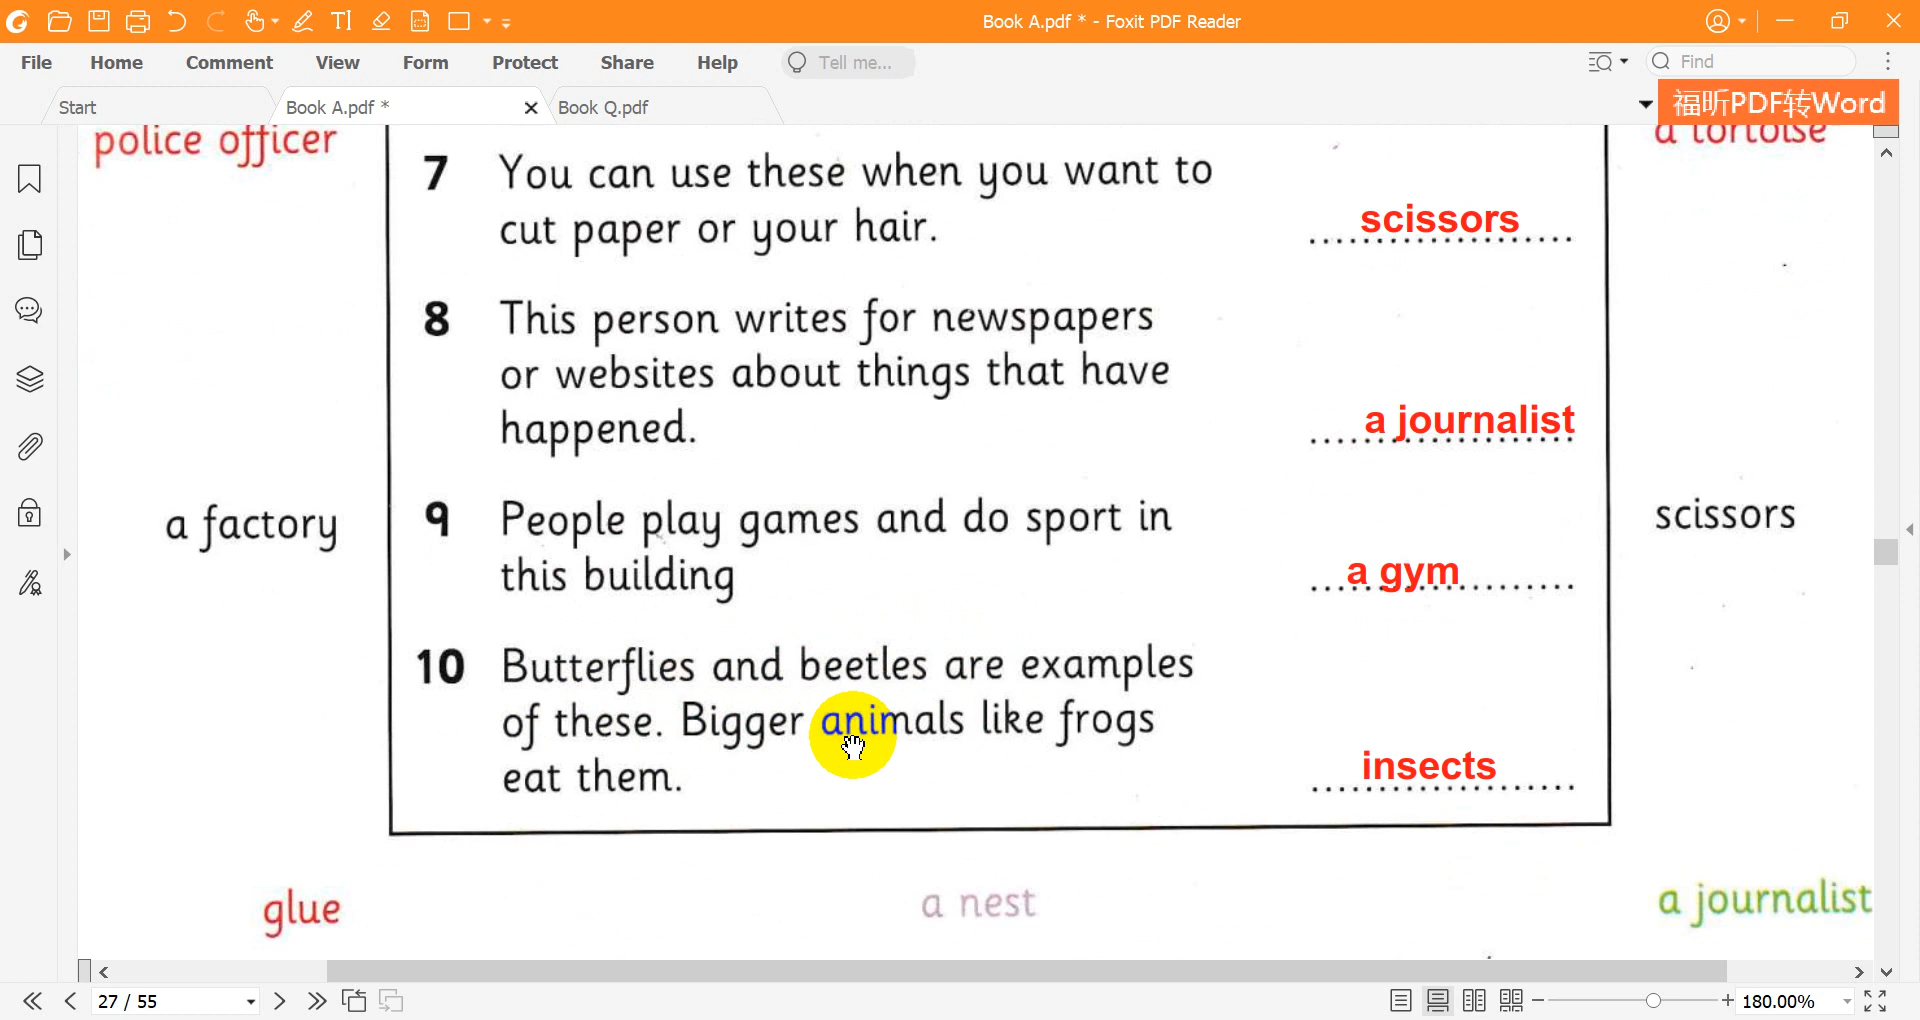 Book A.pdf * - Foxit PDF Reader
File Home Comment View Form Protect Share Help Tell me... Find
Start Book A.pdf * Book Q.pdf 福昕PDF转Word
police officer
a tortoise
7 You can use these when you want to
cut paper or your hair.
scissors
8 This person writes for newspapers
or websites about things that have
happened.
a journalist
a factory
9 People play games and do sport in
this building
a gym
scissors
10 Butterflies and beetles are examples
of these. Bigger animals like frogs
eat them.
insects
glue
a nest
a journalist
27 / 55
180.00%